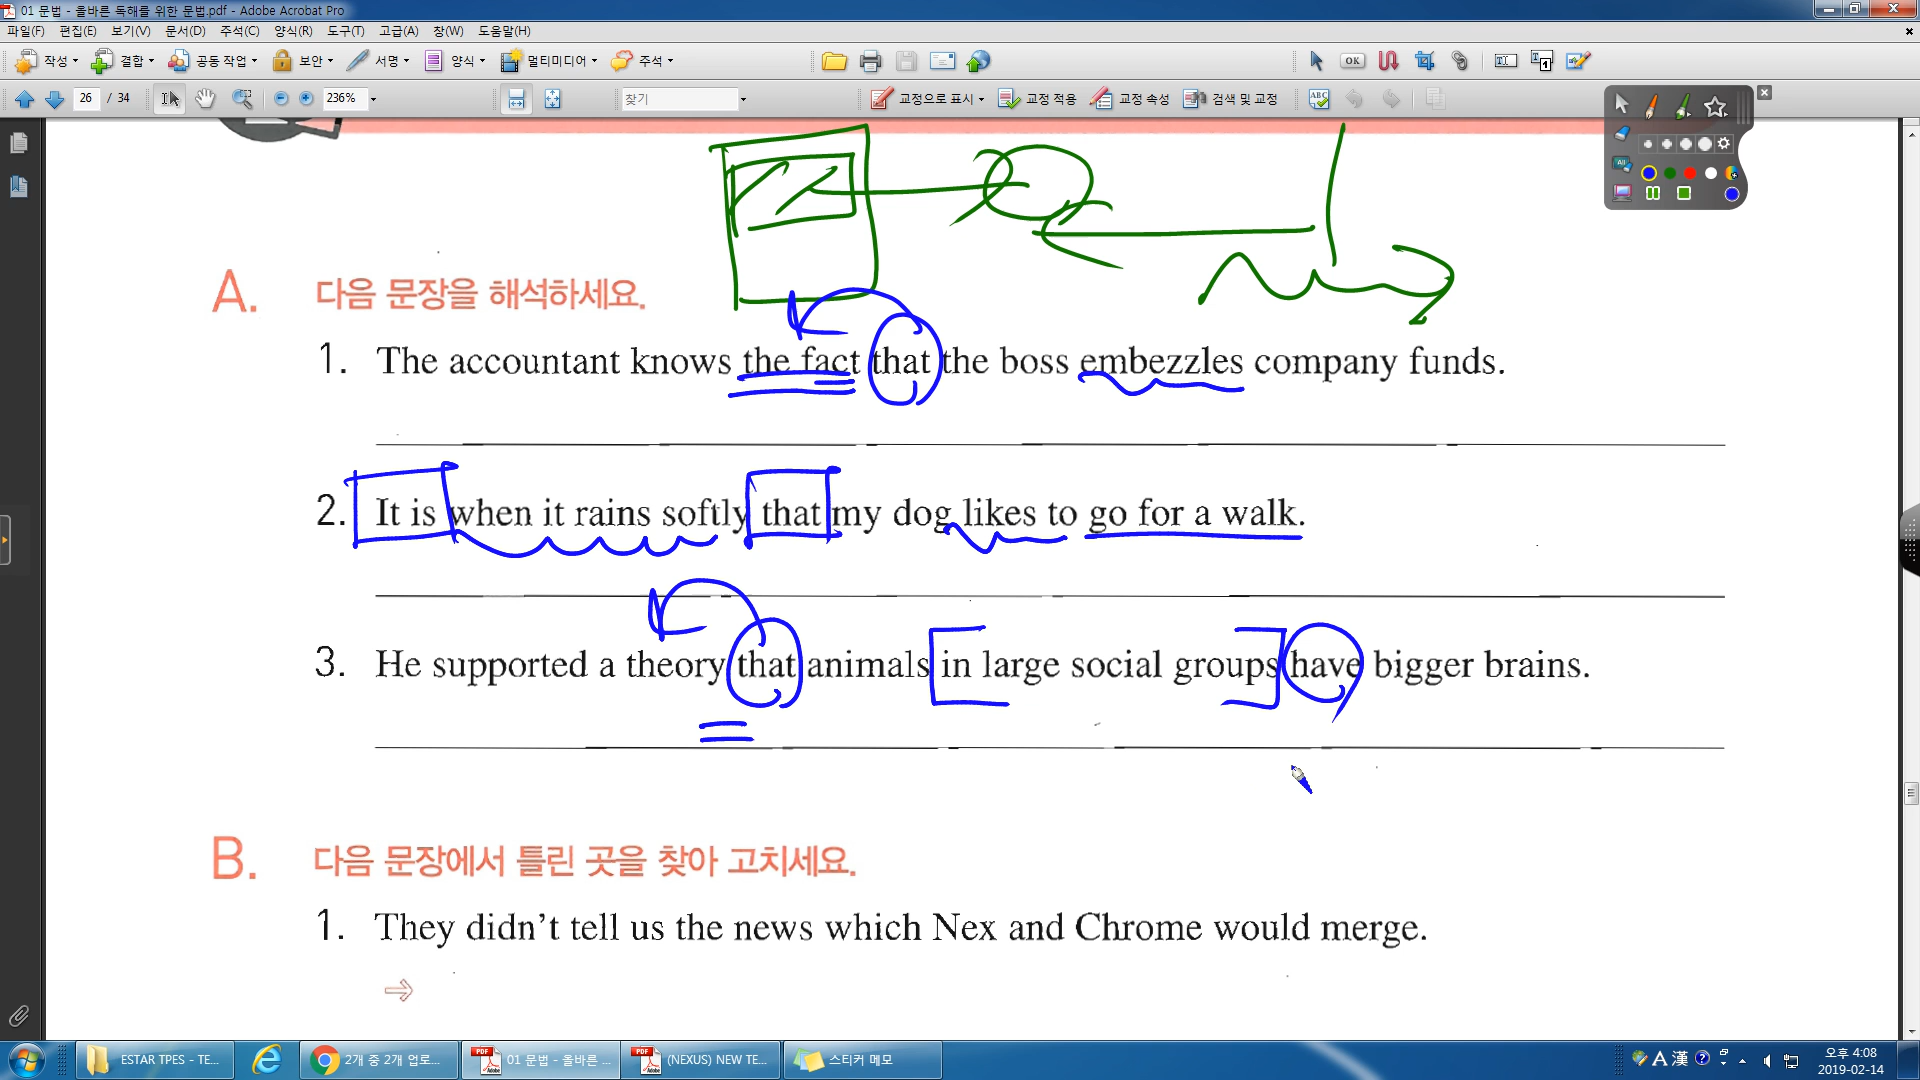 01 문법 - 올바른 독해를 위한 문법.pdf - Adobe Acrobat Pro
파일(F) 편집(E) 보기(V) 문서(D) 주석(C) 양식(R) 도구(T) 고급(A) 창(W) 도움말(H)
작성 결합 공동 작업 보안 서명 양식 멀티미디어 주석 OK
26 / 34 236% 찾기 교정으로 표시 교정 적용 교정 속성 검색 및 교정 ABC
A. 다음 문장을 해석하세요.
1. The accountant knows the fact that the boss embezzles company funds.
2. It is when it rains softly that my dog likes to go for a walk.
3. He supported a theory that animals in large social groups have bigger brains.
B. 다음 문장에서 틀린 곳을 찾아 고치세요.
1. They didn't tell us the news which Nex and Chrome would merge.
⇨
ESTAR TPES - TE... 2개 중 2개 업로... 01 문법 - 올바른 ... (NEXUS) NEW TE... 스티커 메모 A 漢 오후 4:08
2019-02-14